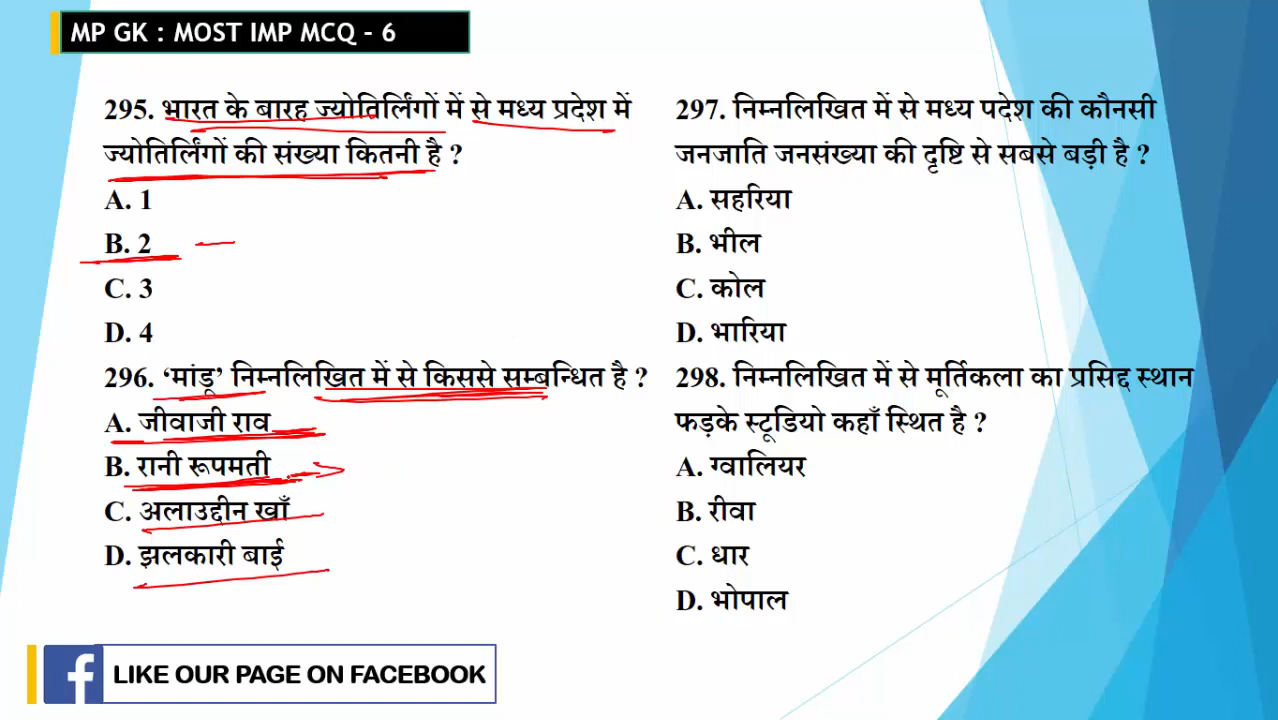 MP GK : MOST IMP MCQ - 6
295. भारत के बारह ज्योतिर्लिंगों में से मध्य प्रदेश में
ज्योतिर्लिंगों की संख्या कितनी है ?
A. 1
B. 2
C. 3
D. 4
296. ‘मांडू’ निम्नलिखित में से किससे सम्बन्धित है ?
A. जीवाजी राव
B. रानी रूपमती
C. अलाउद्दीन खाँ
D. झलकारी बाई
297. निम्नलिखित में से मध्य पदेश की कौनसी
जनजाति जनसंख्या की दृष्टि से सबसे बड़ी है ?
A. सहरिया
B. भील
C. कोल
D. भारिया
298. निम्नलिखित में से मूर्तिकला का प्रसिद्द स्थान
फड़के स्टूडियो कहाँ स्थित है ?
A. ग्वालियर
B. रीवा
C. धार
D. भोपाल
f LIKE OUR PAGE ON FACEBOOK